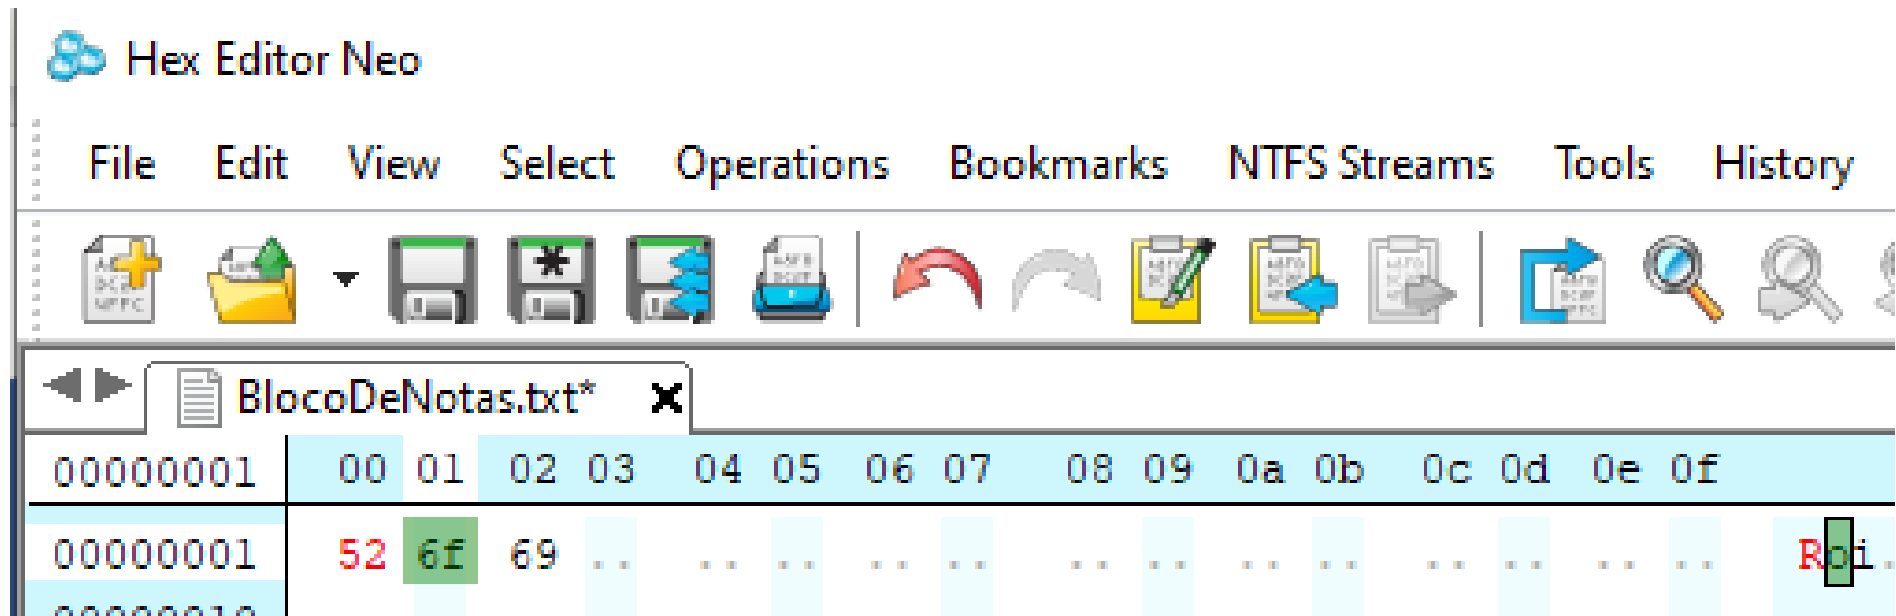 Hex Editor Neo
File Edit View Select Operations Bookmarks NTFS Streams Tools History
BlocoDeNotas.txt*
00000001 00 01 02 03 04 05 06 07 08 09 0a 0b 0c 0d 0e 0f
00000001 52 6f 69 .. .. .. .. .. .. .. .. .. .. .. .. .. Roi.
00000010